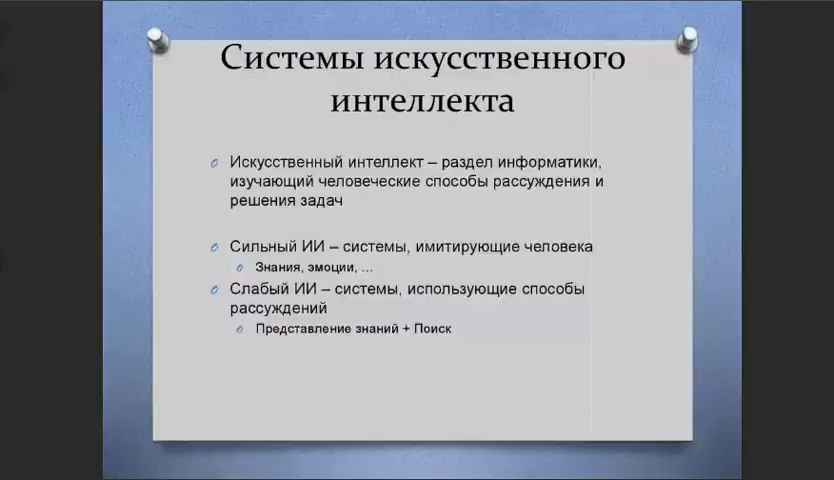 Системы искусственного
интеллекта
Искусственный интеллект – раздел информатики,
изучающий человеческие способы рассуждения и
решения задач
Сильный ИИ – системы, имитирующие человека
Знания, эмоции, ...
Слабый ИИ – системы, использующие способы
рассуждений
Представление знаний + Поиск